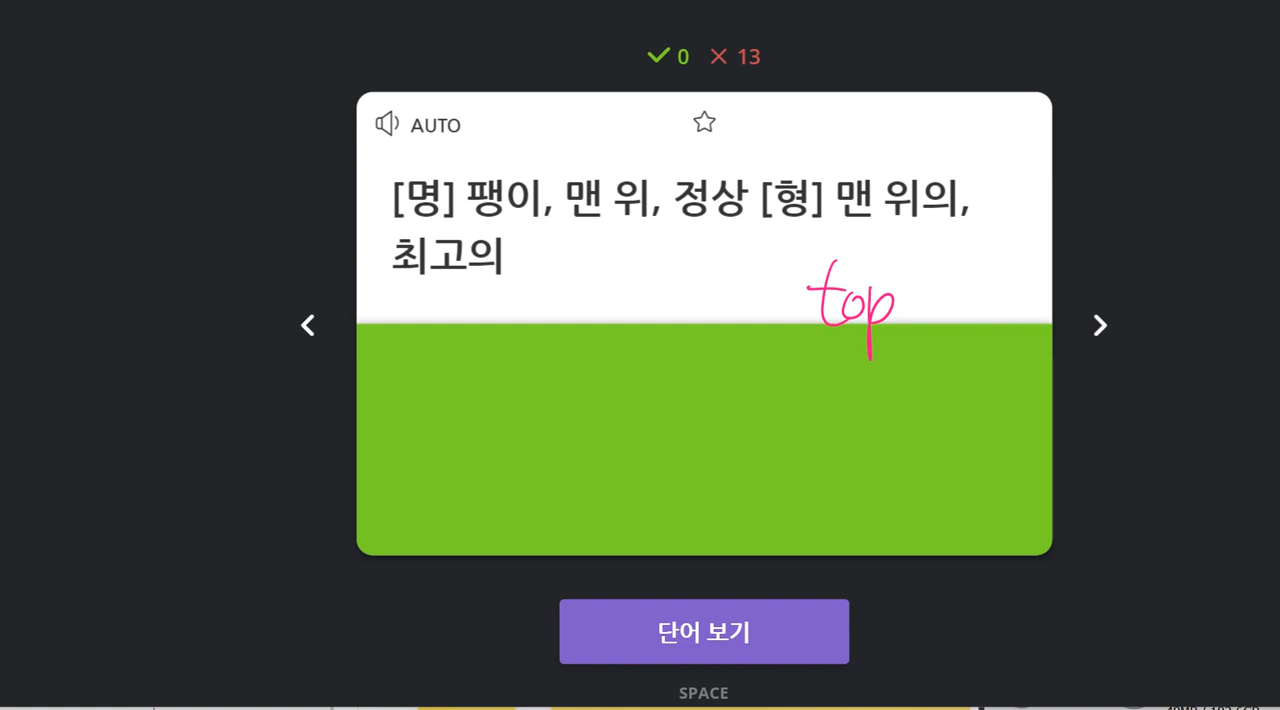 ✓ 0 ✕ 13
AUTO
[명] 팽이, 맨 위, 정상 [형] 맨 위의,
최고의
top
단어 보기
SPACE